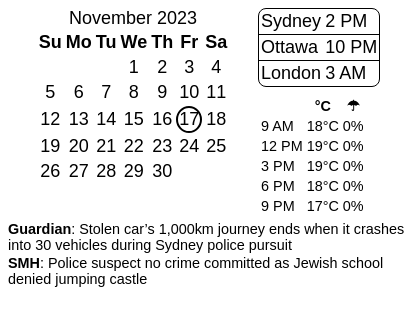 November 2023
Su Mo Tu We Th Fr Sa
1 2 3 4
5 6 7 8 9 10 11
12 13 14 15 16 17 18
19 20 21 22 23 24 25
26 27 28 29 30
Sydney 2 PM
Ottawa 10 PM
London 3 AM
°C ☂
9 AM 18°C 0%
12 PM 19°C 0%
3 PM 19°C 0%
6 PM 18°C 0%
9 PM 17°C 0%
Guardian: Stolen car’s 1,000km journey ends when it crashes
into 30 vehicles during Sydney police pursuit
SMH: Police suspect no crime committed as Jewish school
denied jumping castle